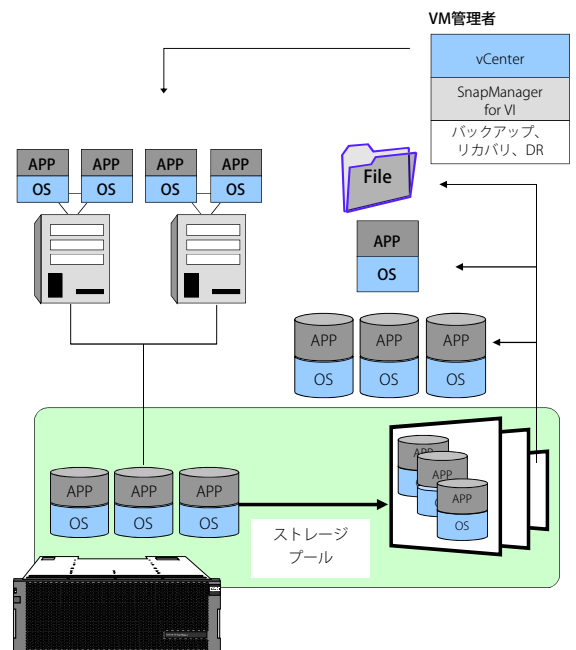 VM管理者
vCenter
SnapManager
for VI
バックアップ、
リカバリ、DR
APP
APP
APP
APP
OS
OS
OS
OS
File
APP
OS
APP
APP
APP
OS
OS
OS
APP
APP
APP
OS
OS
OS
APP
OS
APP
OS
APP
OS
ストレージ
プール